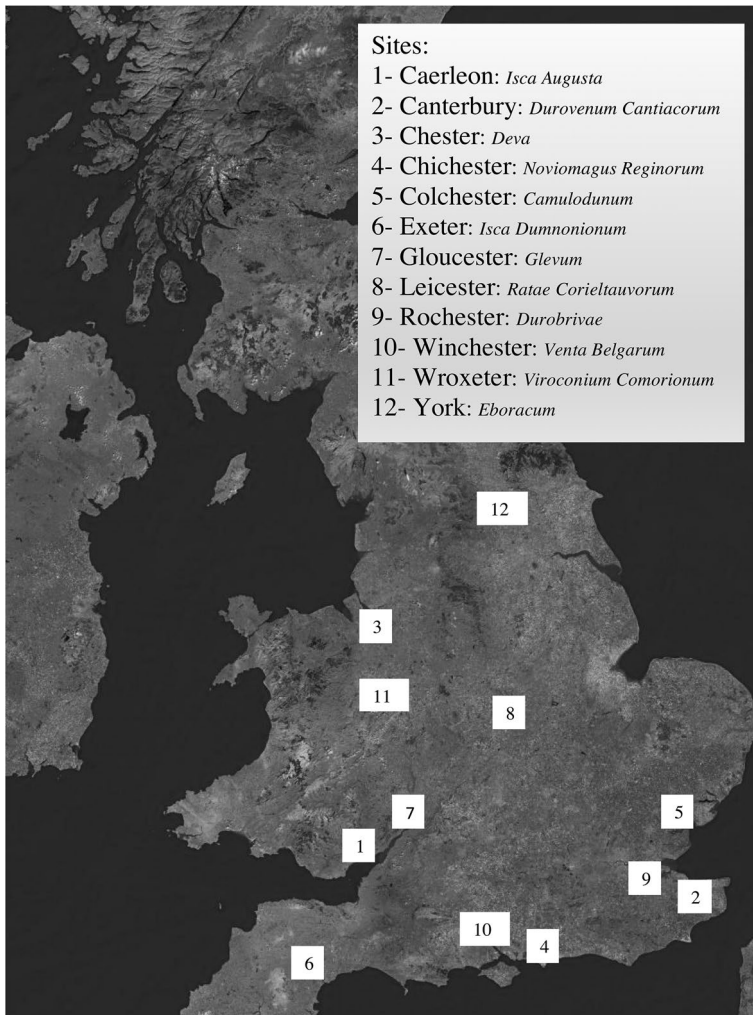 Sites:
1- Caerleon: Isca Augusta
2- Canterbury: Durovenum Cantiacorum
3- Chester: Deva
4- Chichester: Noviomagus Reginorum
5- Colchester: Camulodunum
6- Exeter: Isca Dumnonionum
7- Gloucester: Glevum
8- Leicester: Ratae Corieltauvorum
9- Rochester: Durobrivae
10- Winchester: Venta Belgarum
11- Wroxeter: Viroconium Comorionum
12- York: Eboracum
12
3
11
8
7
5
1
9
2
10
4
6